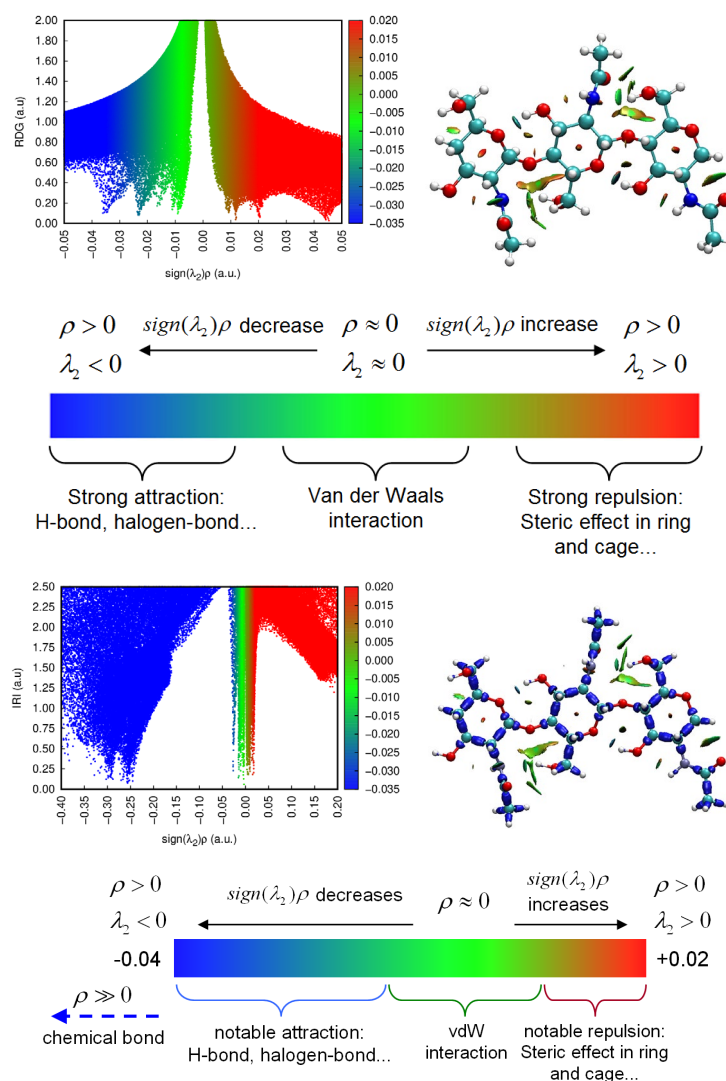 2.00
1.80
1.60
1.40
1.20
1.00
0.80
0.60
0.40
0.20
0.00
RDG (a.u)
−0.05
−0.04
−0.03
−0.02
−0.01
0.00
0.01
0.02
0.03
0.04
0.05
sign(λ₂)ρ (a.u.)
0.020
0.015
0.010
0.005
0.000
−0.005
−0.010
−0.015
−0.020
−0.025
−0.030
−0.035
ρ > 0 sign(λ₂)ρ decrease ρ ≈ 0 sign(λ₂)ρ increase ρ > 0
λ₂ < 0 λ₂ ≈ 0 λ₂ > 0
Strong attraction:
H-bond, halogen-bond...
Van der Waals
interaction
Strong repulsion:
Steric effect in ring
and cage...
2.50
2.25
2.00
1.75
1.50
1.25
1.00
0.75
0.50
0.25
0.00
IRI (a.u.)
−0.40
−0.35
−0.30
−0.25
−0.20
−0.15
−0.10
−0.05
0.00
0.05
0.10
0.15
0.20
sign(λ₂)ρ (a.u.)
0.020
0.015
0.010
0.005
0.000
−0.005
−0.010
−0.015
−0.020
−0.025
−0.030
−0.035
ρ > 0
λ₂ < 0
-0.04
sign(λ₂)ρ decreases
ρ ≈ 0
sign(λ₂)ρ
increases
ρ > 0
λ₂ > 0
+0.02
ρ ≫ 0
chemical bond
notable attraction:
H-bond, halogen-bond...
vdW
interaction
notable repulsion:
Steric effect in ring
and cage...